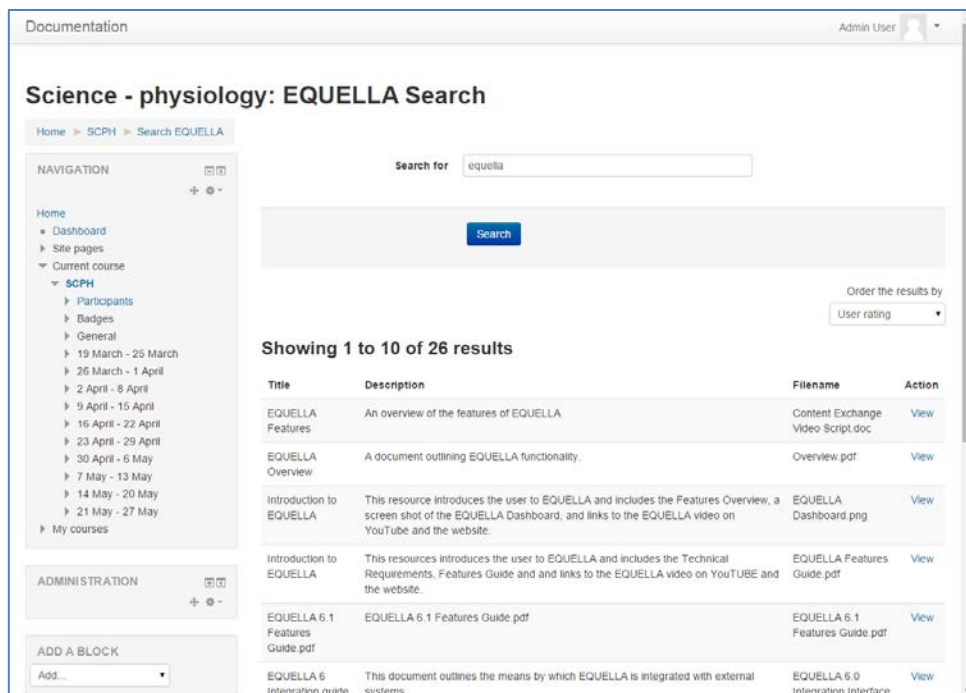 Documentation
Admin User
Science - physiology: EQUELLA Search
Home SCPH Search EQUELLA
NAVIGATION
Home
Dashboard
Site pages
Current course
SCPH
Participants
Badges
General
19 March - 25 March
26 March - 1 April
2 April - 8 April
9 April - 15 April
16 April - 22 April
23 April - 29 April
30 April - 6 May
7 May - 13 May
14 May - 20 May
21 May - 27 May
My courses
ADMINISTRATION
ADD A BLOCK
Add...
Search for equella
Search
Order the results by
User rating
Showing 1 to 10 of 26 results
Title Description Filename Action
EQUELLA An overview of the features of EQUELLA Content Exchange View
Features Video Script.doc
EQUELLA A document outlining EQUELLA functionality. Overview.pdf View
Overview
Introduction to This resource introduces the user to EQUELLA and includes the Features Overview, a EQUELLA View
EQUELLA screen shot of the EQUELLA Dashboard, and links to the EQUELLA video on Dashboard.png
YouTube and the website.
Introduction to This resources introduces the user to EQUELLA and includes the Technical EQUELLA Features View
EQUELLA Requirements, Features Guide and and links to the EQUELLA video on YouTUBE and Guide.pdf
the website.
EQUELLA 6.1 EQUELLA 6.1 Features Guide.pdf EQUELLA 6.1 View
Features Features Guide.pdf
Guide.pdf
EQUELLA 6 This document outlines the means by which EQUELLA is integrated with external EQUELLA 6.0 View
Integration guide systems Integration Interface